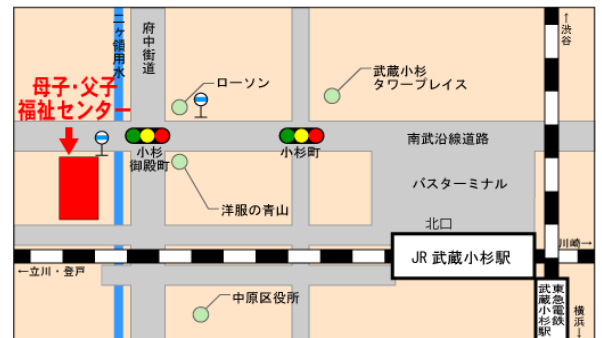 二ヶ領用水
府中街道
↑渋谷
母子・父子
福祉センター
ローソン
武蔵小杉
タワープレイス
小杉
御殿町
小杉町
南武沿線道路
バスターミナル
洋服の青山
北口
川崎→
JR 武蔵小杉駅
←立川・登戸
中原区役所
東急電鉄
武蔵小杉駅
横浜↓